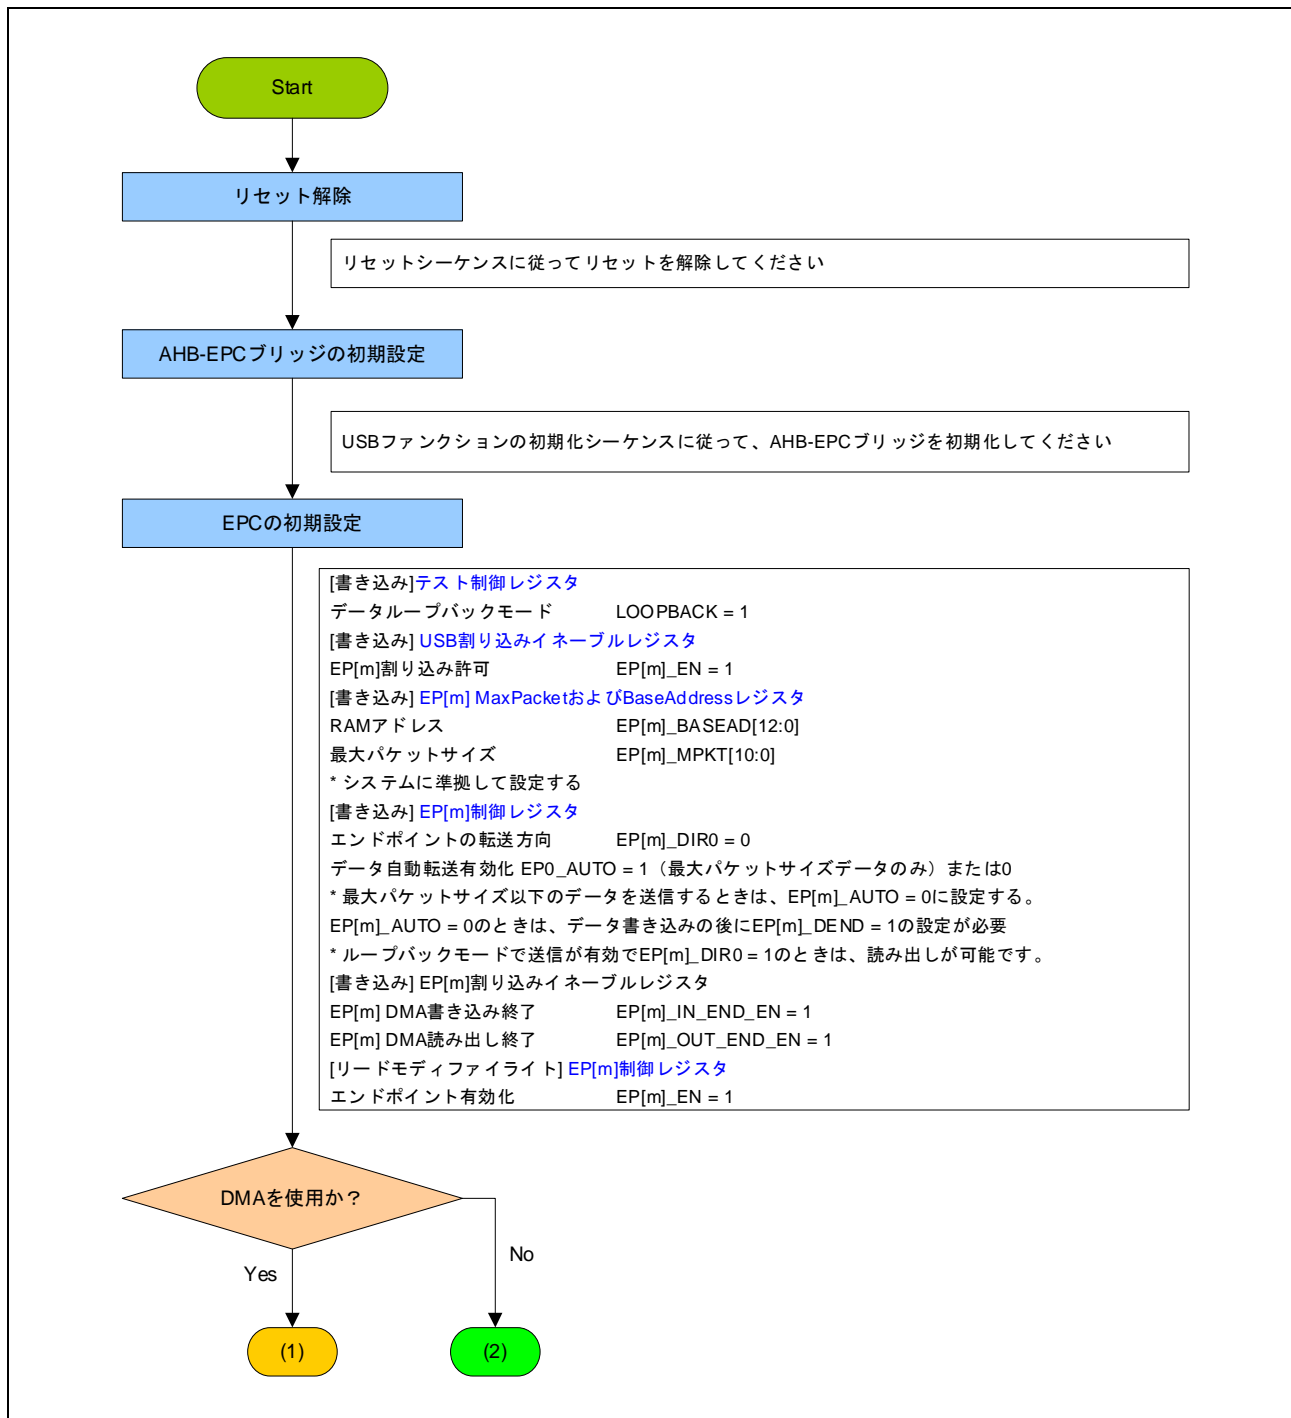 Start
リセット解除
リセットシーケンスに従ってリセットを解除してください
AHB-EPCブリッジの初期設定
USBファンクションの初期化シーケンスに従って、AHB-EPCブリッジを初期化してください
EPCの初期設定
[書き込み]テスト制御レジスタ
データループバックモード LOOPBACK = 1
[書き込み] USB割り込みイネーブルレジスタ
EP[m]割り込み許可 EP[m]_EN = 1
[書き込み] EP[m] MaxPacketおよびBaseAddressレジスタ
RAMアドレス EP[m]_BASEAD[12:0]
最大パケットサイズ EP[m]_MPKT[10:0]
* システムに準拠して設定する
[書き込み] EP[m]制御レジスタ
エンドポイントの転送方向 EP[m]_DIR0 = 0
データ自動転送有効化 EP0_AUTO = 1（最大パケットサイズデータのみ）または0
* 最大パケットサイズ以下のデータを送信するときは、EP[m]_AUTO = 0に設定する。
EP[m]_AUTO = 0のときは、データ書き込みの後にEP[m]_DEND = 1の設定が必要
* ループバックモードで送信が有効でEP[m]_DIR0 = 1のときは、読み出しが可能です。
[書き込み] EP[m]割り込みイネーブルレジスタ
EP[m] DMA書き込み終了 EP[m]_IN_END_EN = 1
EP[m] DMA読み出し終了 EP[m]_OUT_END_EN = 1
[リードモディファイライト] EP[m]制御レジスタ
エンドポイント有効化 EP[m]_EN = 1
DMAを使用か？
Yes
No
(1)
(2)